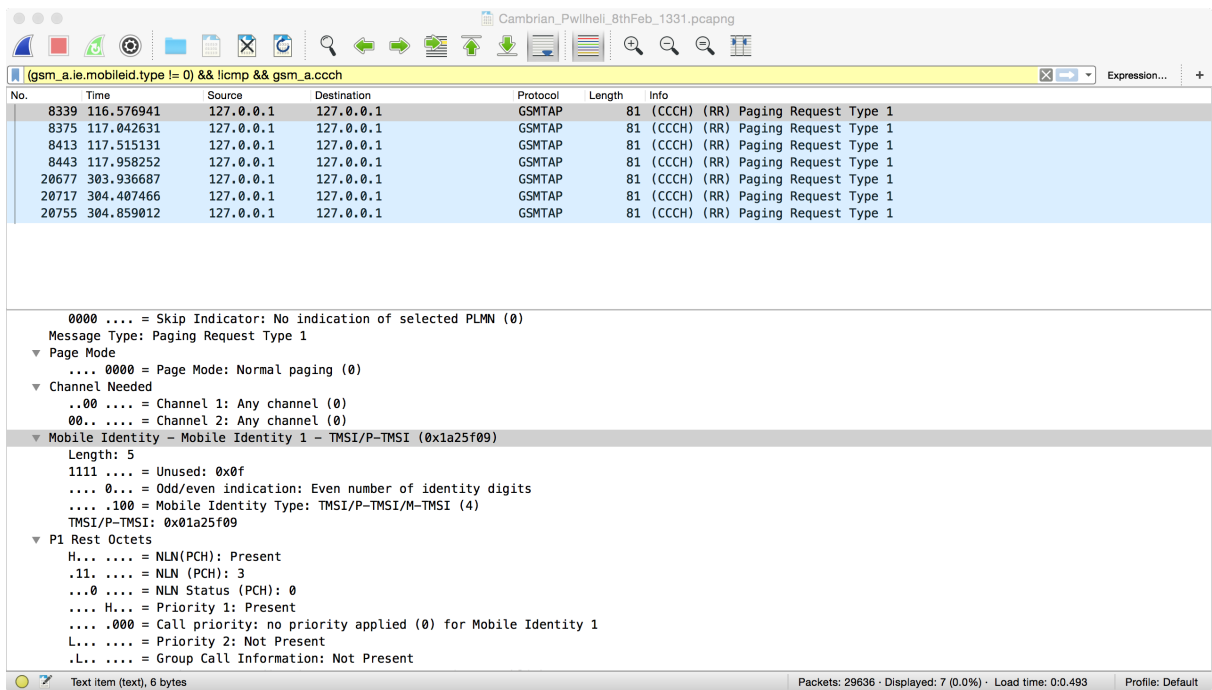 Cambrian_Pwllheli_8thFeb_1331.pcapng
(gsm_a.ie.mobileid.type != 0) && !icmp && gsm_a.ccch Expression... +
No. Time Source Destination Protocol Length Info
8339 116.576941 127.0.0.1 127.0.0.1 GSMTAP 81 (CCCH) (RR) Paging Request Type 1
8375 117.042631 127.0.0.1 127.0.0.1 GSMTAP 81 (CCCH) (RR) Paging Request Type 1
8413 117.515131 127.0.0.1 127.0.0.1 GSMTAP 81 (CCCH) (RR) Paging Request Type 1
8443 117.958252 127.0.0.1 127.0.0.1 GSMTAP 81 (CCCH) (RR) Paging Request Type 1
20677 303.936687 127.0.0.1 127.0.0.1 GSMTAP 81 (CCCH) (RR) Paging Request Type 1
20717 304.407466 127.0.0.1 127.0.0.1 GSMTAP 81 (CCCH) (RR) Paging Request Type 1
20755 304.859012 127.0.0.1 127.0.0.1 GSMTAP 81 (CCCH) (RR) Paging Request Type 1
0000 .... = Skip Indicator: No indication of selected PLMN (0)
Message Type: Paging Request Type 1
Page Mode
.... 0000 = Page Mode: Normal paging (0)
Channel Needed
..00 .... = Channel 1: Any channel (0)
00.. .... = Channel 2: Any channel (0)
Mobile Identity – Mobile Identity 1 – TMSI/P–TMSI (0x1a25f09)
Length: 5
1111 .... = Unused: 0x0f
.... 0... = Odd/even indication: Even number of identity digits
.... .100 = Mobile Identity Type: TMSI/P–TMSI/M–TMSI (4)
TMSI/P–TMSI: 0x01a25f09
P1 Rest Octets
H... .... = NLN(PCH): Present
.11. .... = NLN (PCH): 3
...0 .... = NLN Status (PCH): 0
.... H... = Priority 1: Present
.... .000 = Call priority: no priority applied (0) for Mobile Identity 1
L... .... = Priority 2: Not Present
.L.. .... = Group Call Information: Not Present
Text item (text), 6 bytes Packets: 29636 · Displayed: 7 (0.0%) · Load time: 0:0.493 Profile: Default